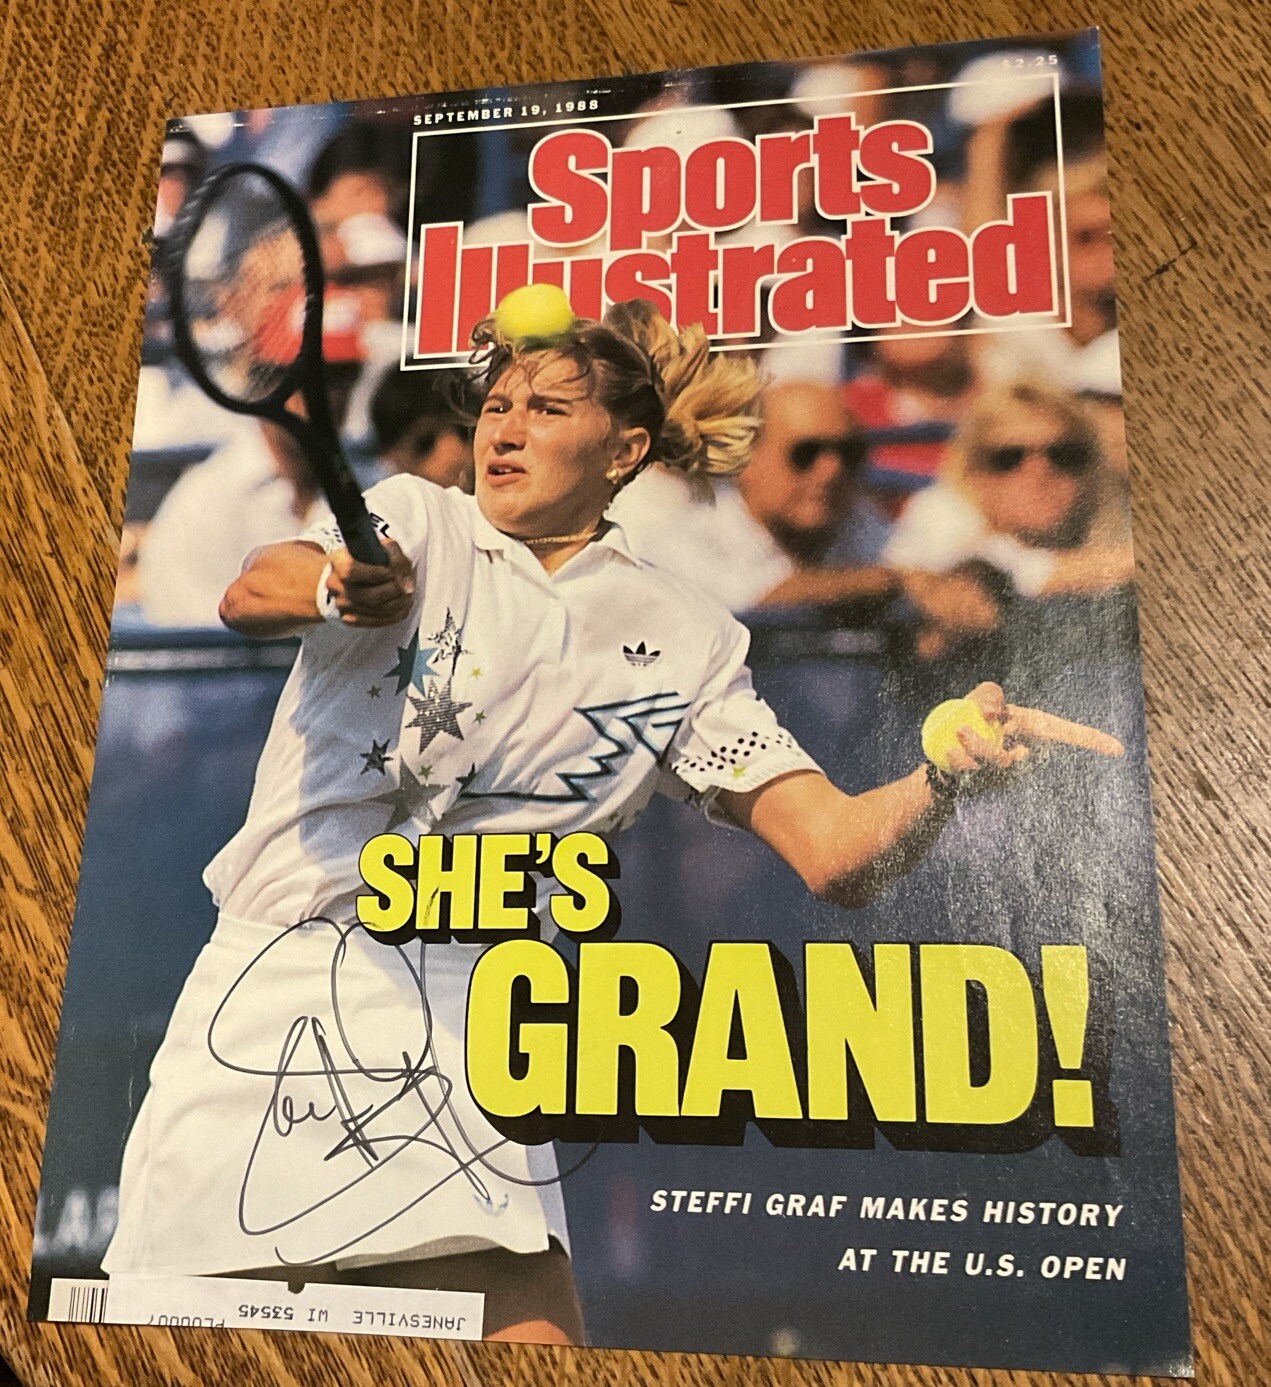 $2.25
SEPTEMBER 19, 1988
Sports
Illustrated
SHE'S
GRAND!
STEFFI GRAF MAKES HISTORY
AT THE U.S. OPEN
JANESVILLE WI 53545